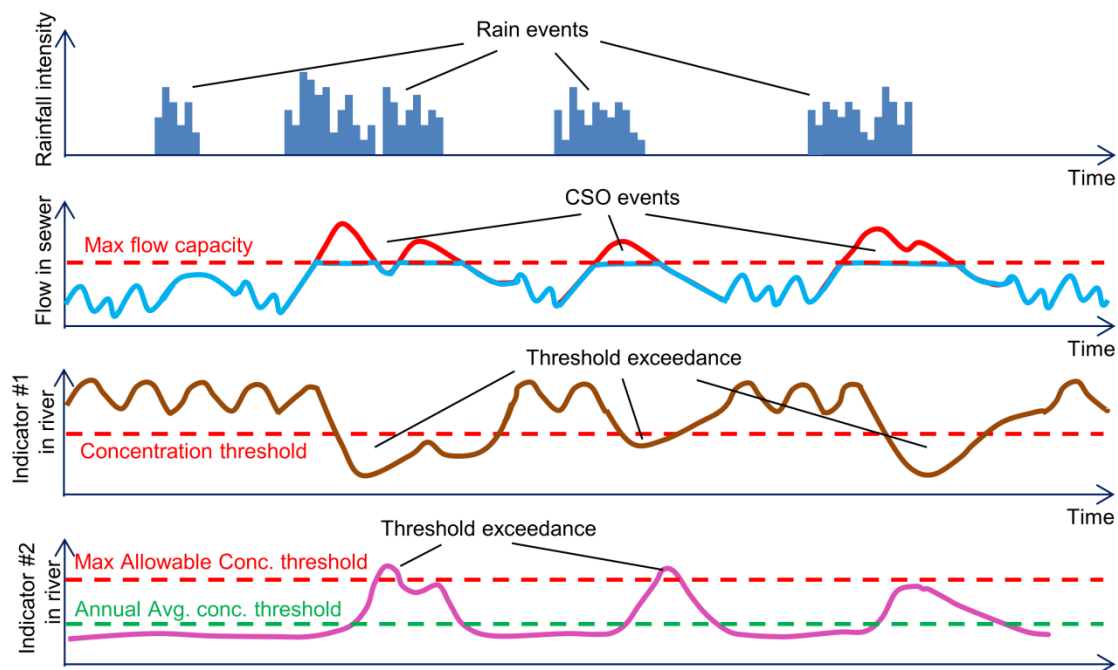 Rain events
Rainfall intensity
Time
CSO events
Max flow capacity
Flow in sewer
Time
Threshold exceedance
Indicator #1
in river
Concentration threshold
Time
Threshold exceedance
Max Allowable Conc. threshold
Indicator #2
in river
Annual Avg. conc. threshold